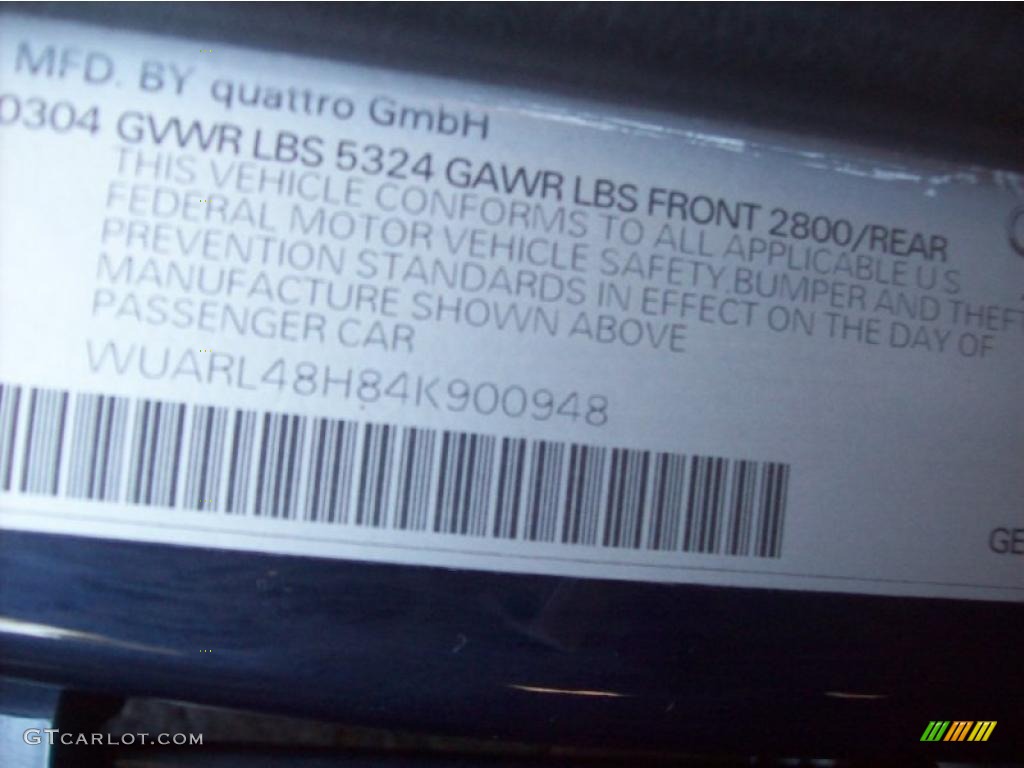 MFD. BY quattro GmbH
0304 GVWR LBS 5324 GAWR LBS FRONT 2800/REAR
THIS VEHICLE CONFORMS TO ALL APPLICABLE U S
FEDERAL MOTOR VEHICLE SAFETY, BUMPER AND THEFT
PREVENTION STANDARDS IN EFFECT ON THE DAY OF
MANUFACTURE SHOWN ABOVE
PASSENGER CAR
WUARL48H84K900948
GE
GTCARLOT.COM